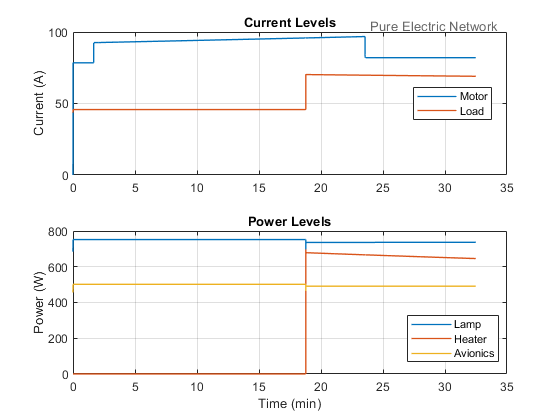 Current Levels
Pure Electric Network
100
50
0
Current (A)
Motor
Load
0 5 10 15 20 25 30 35
Power Levels
800
600
400
200
0
Power (W)
Lamp
Heater
Avionics
0 5 10 15 20 25 30 35
Time (min)